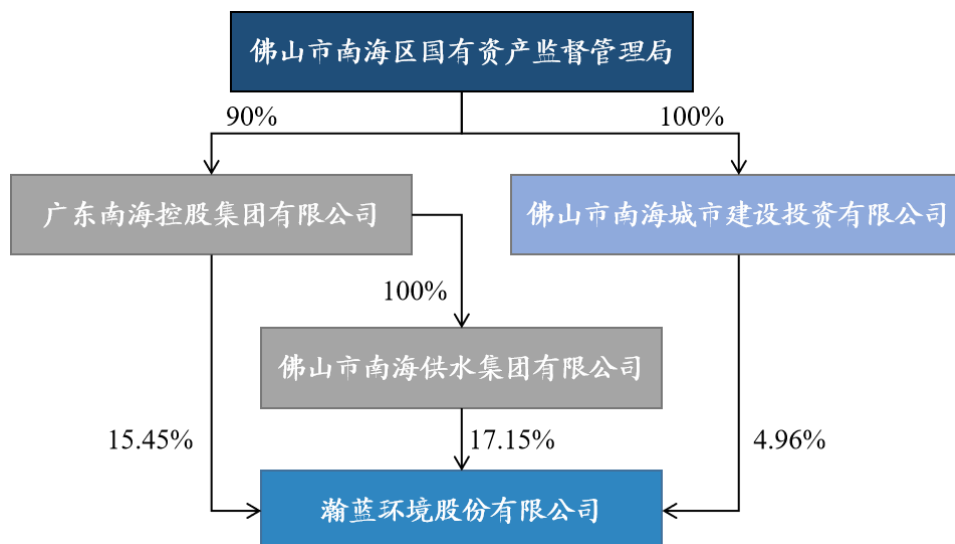 佛山市南海区国有资产监督管理局
90%
100%
广东南海控股集团有限公司
佛山市南海城市建设投资有限公司
100%
佛山市南海供水集团有限公司
15.45%
17.15%
4.96%
瀚蓝环境股份有限公司